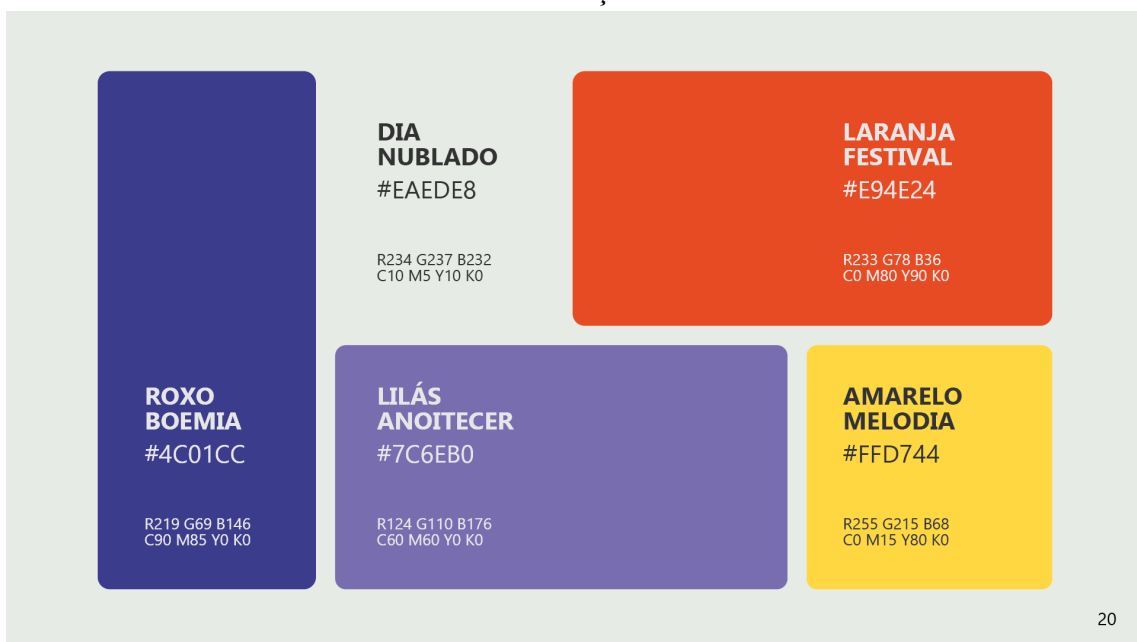 DIA
NUBLADO
#EAEDE8
R234 G237 B232
C10 M5 Y10 K0
LARANJA
FESTIVAL
#E94E24
R233 G78 B36
C0 M80 Y90 K0
ROXO
BOEMIA
#4C01CC
R219 G69 B146
C90 M85 Y0 K0
LILÁS
ANOITECER
#7C6EB0
R124 G110 B176
C60 M60 Y0 K0
AMARELO
MELODIA
#FFD744
R255 G215 B68
C0 M15 Y80 K0
20